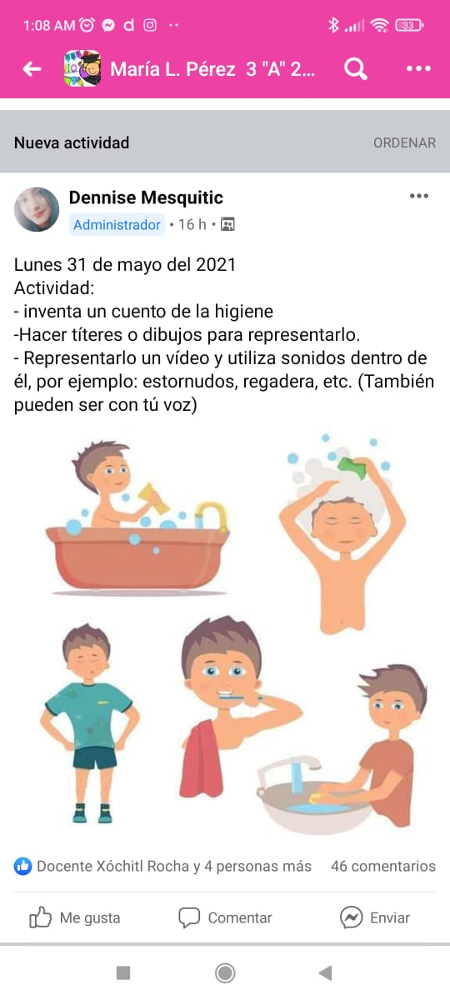 1:08 AM
33
María L. Pérez 3 "A" 2...
Nueva actividad
ORDENAR
Dennise Mesquitic
Administrador • 16 h •
Lunes 31 de mayo del 2021
Actividad:
- inventa un cuento de la higiene
-Hacer títeres o dibujos para representarlo.
- Representarlo un vídeo y utiliza sonidos dentro de
él, por ejemplo: estornudos, regadera, etc. (También
pueden ser con tú voz)
Docente Xóchitl Rocha y 4 personas más
46 comentarios
Me gusta
Comentar
Enviar